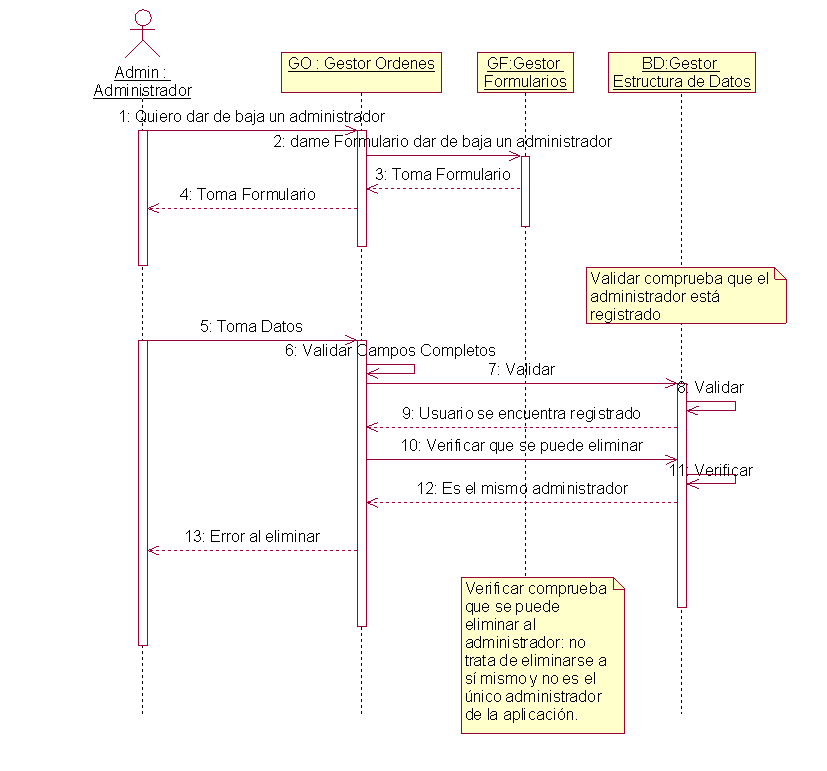 Admin :
Administrador
GO : Gestor Ordenes
GF:Gestor
Formularios
BD:Gestor
Estructura de Datos
1: Quiero dar de baja un administrador
2: dame Formulario dar de baja un administrador
3: Toma Formulario
4: Toma Formulario
Validar comprueba que el
administrador está
registrado
5: Toma Datos
6: Validar Campos Completos
7: Validar
8: Validar
9: Usuario se encuentra registrado
10: Verificar que se puede eliminar
11: Verificar
12: Es el mismo administrador
13: Error al eliminar
Verificar comprueba
que se puede
eliminar al
administrador: no
trata de eliminarse a
sí mismo y no es el
único administrador
de la aplicación.